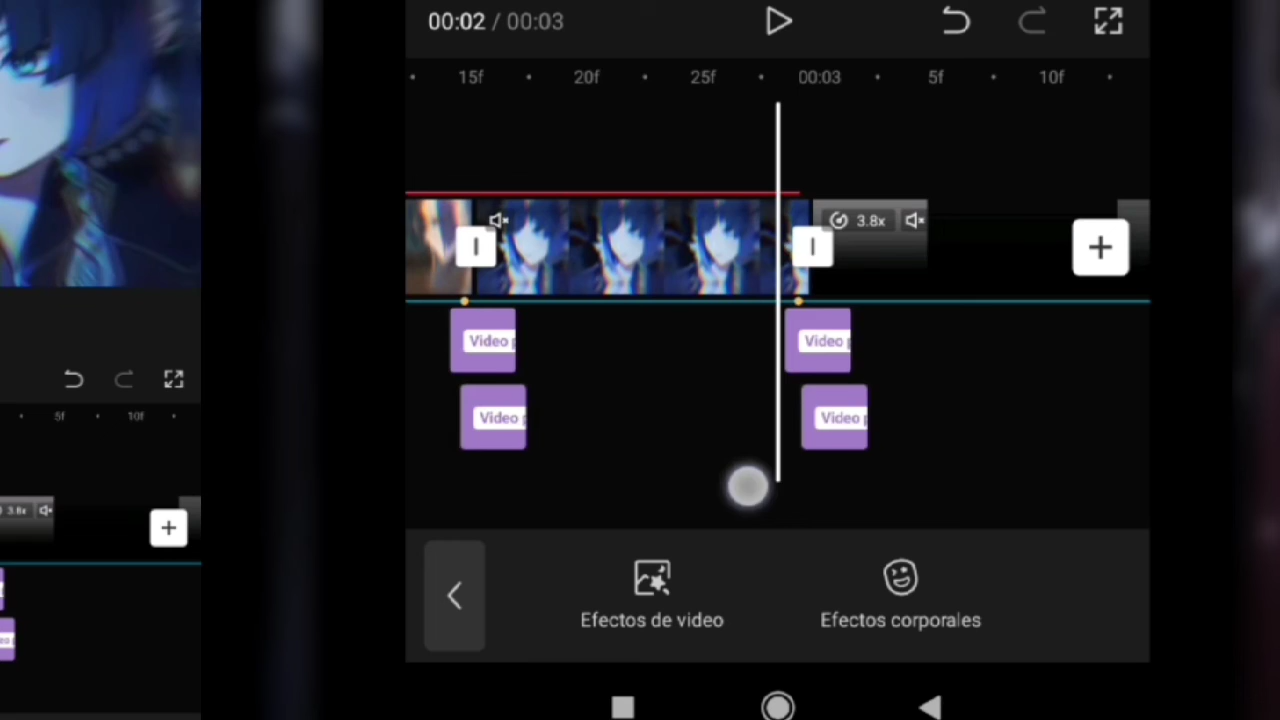 00:02 / 00:03
15f 20f 25f 00:03 5f 10f
3.8x
Video
Video
Video
Video
Efectos de video
Efectos corporales
5f 10f
3.8x